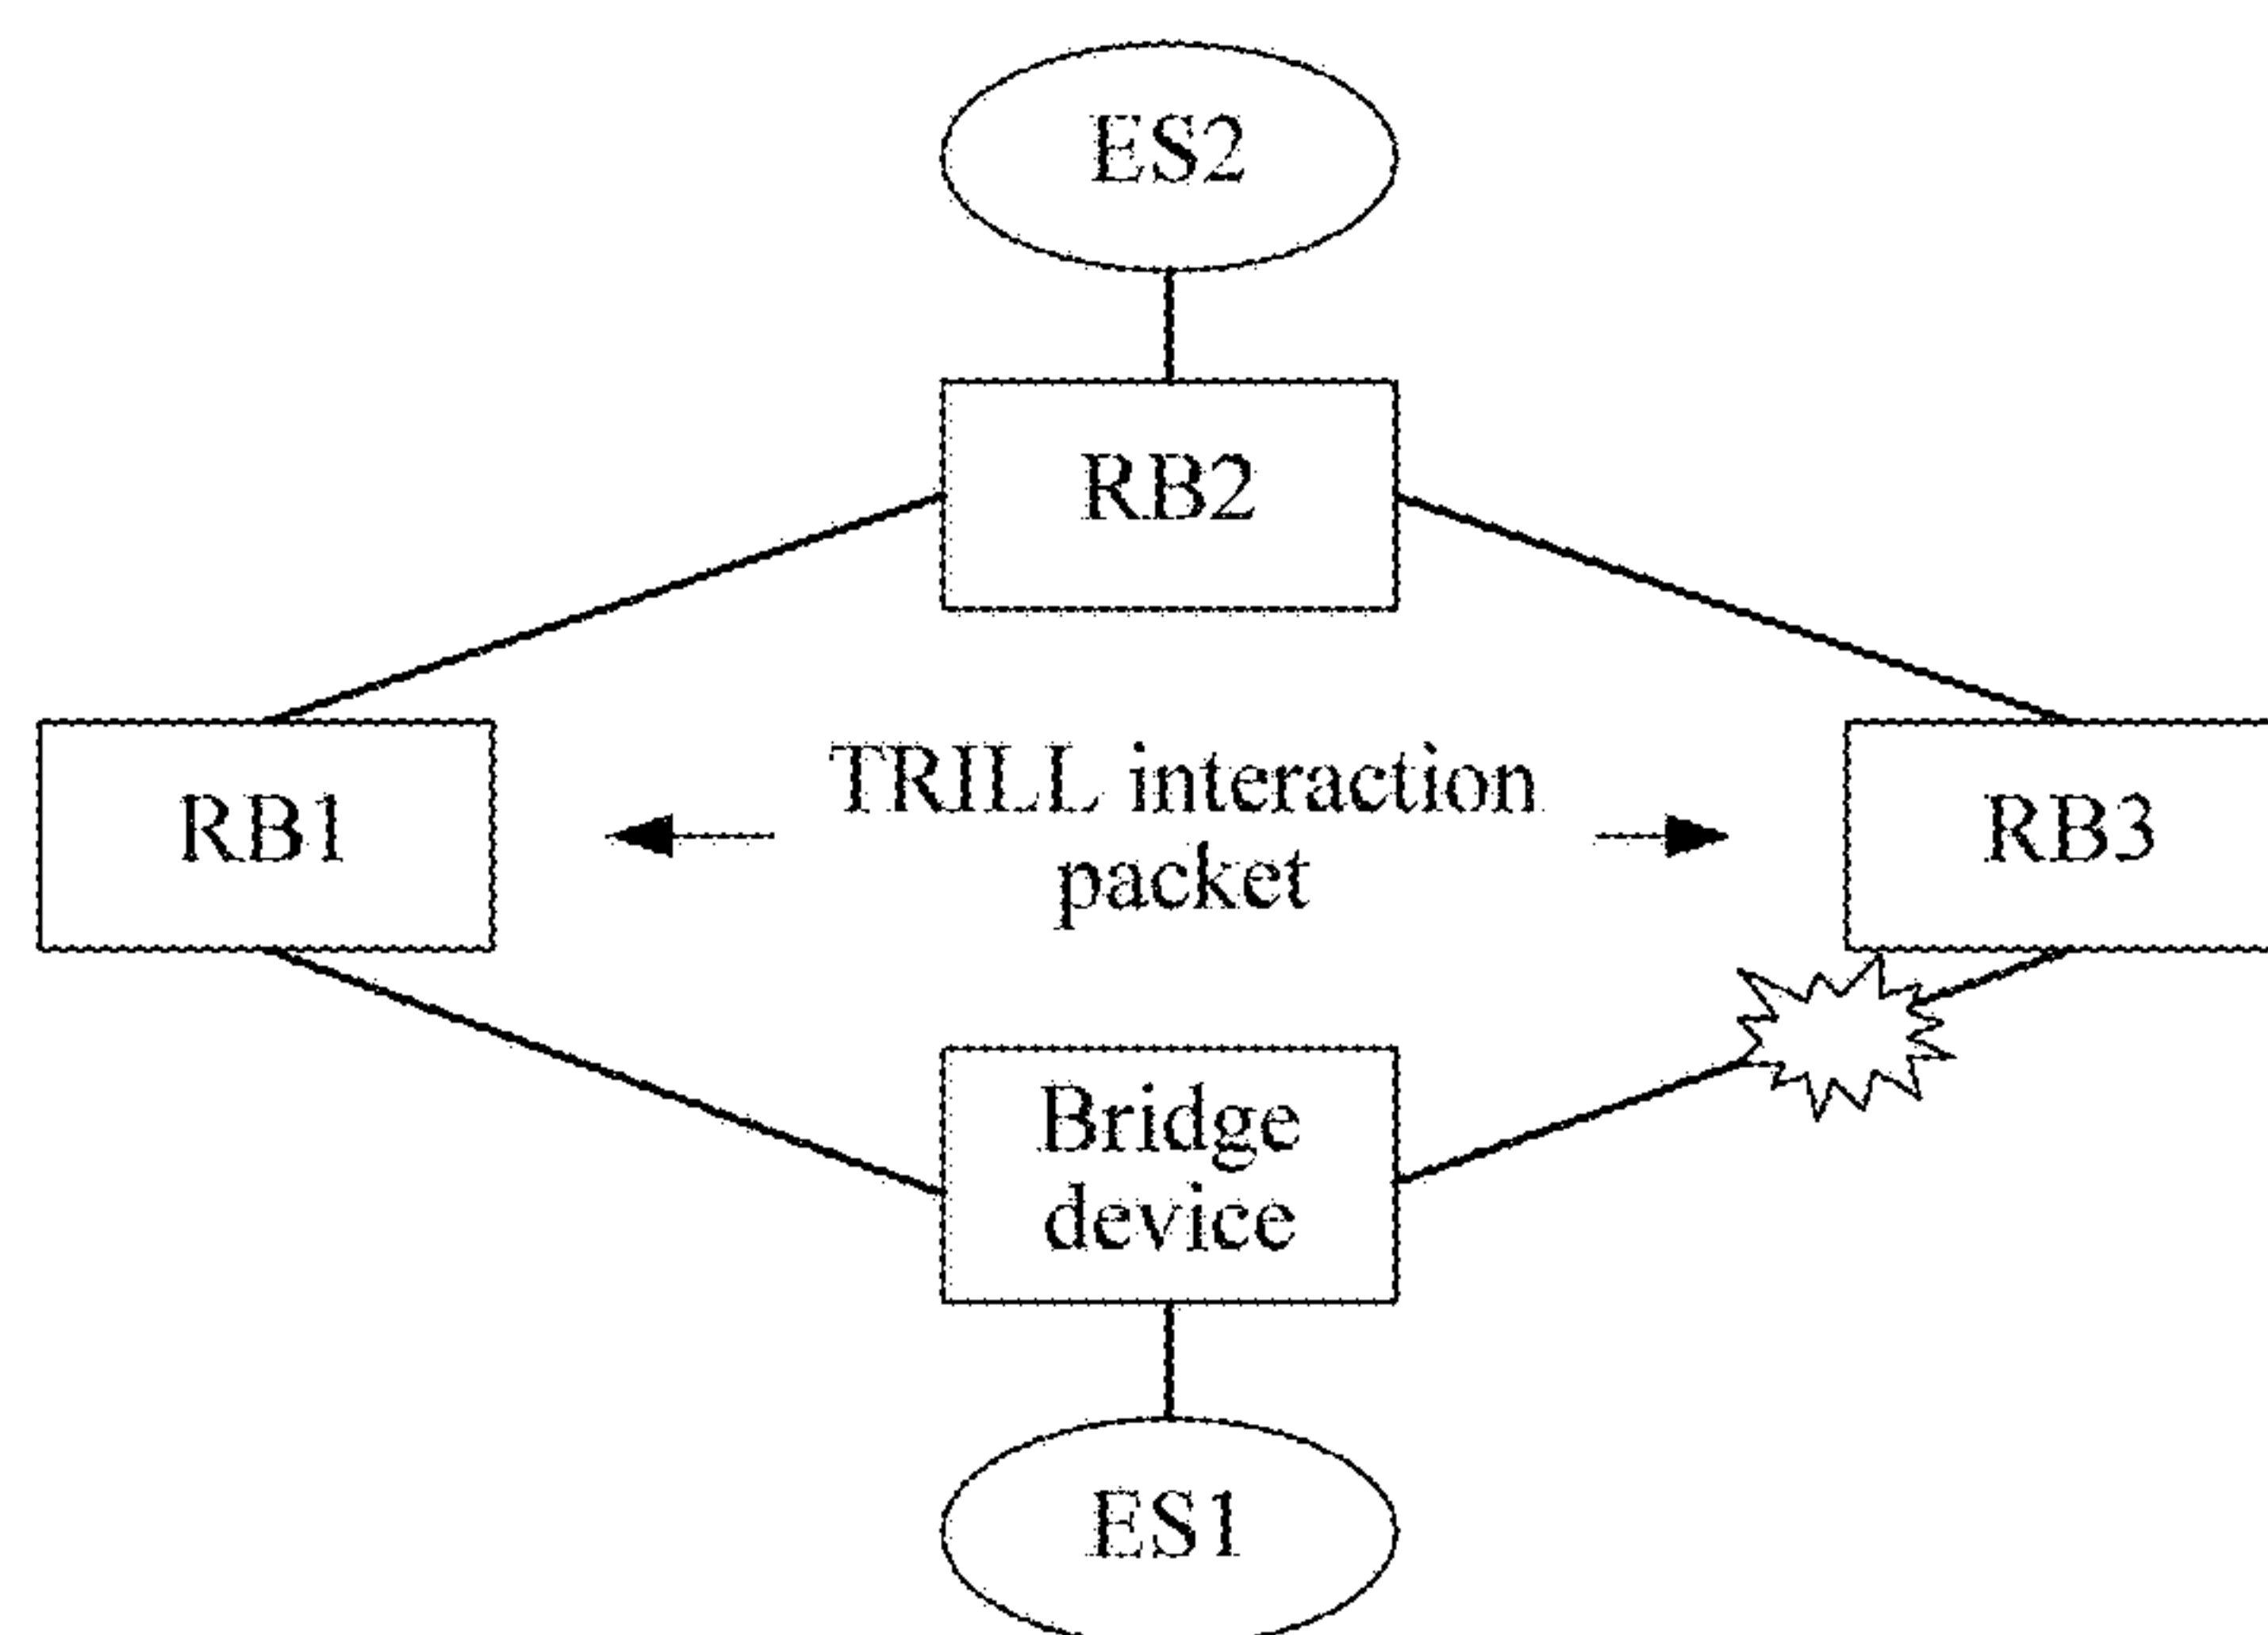 ES2
RB2
RB1
TRILL interaction
packet
RB3
Bridge
device
ES1